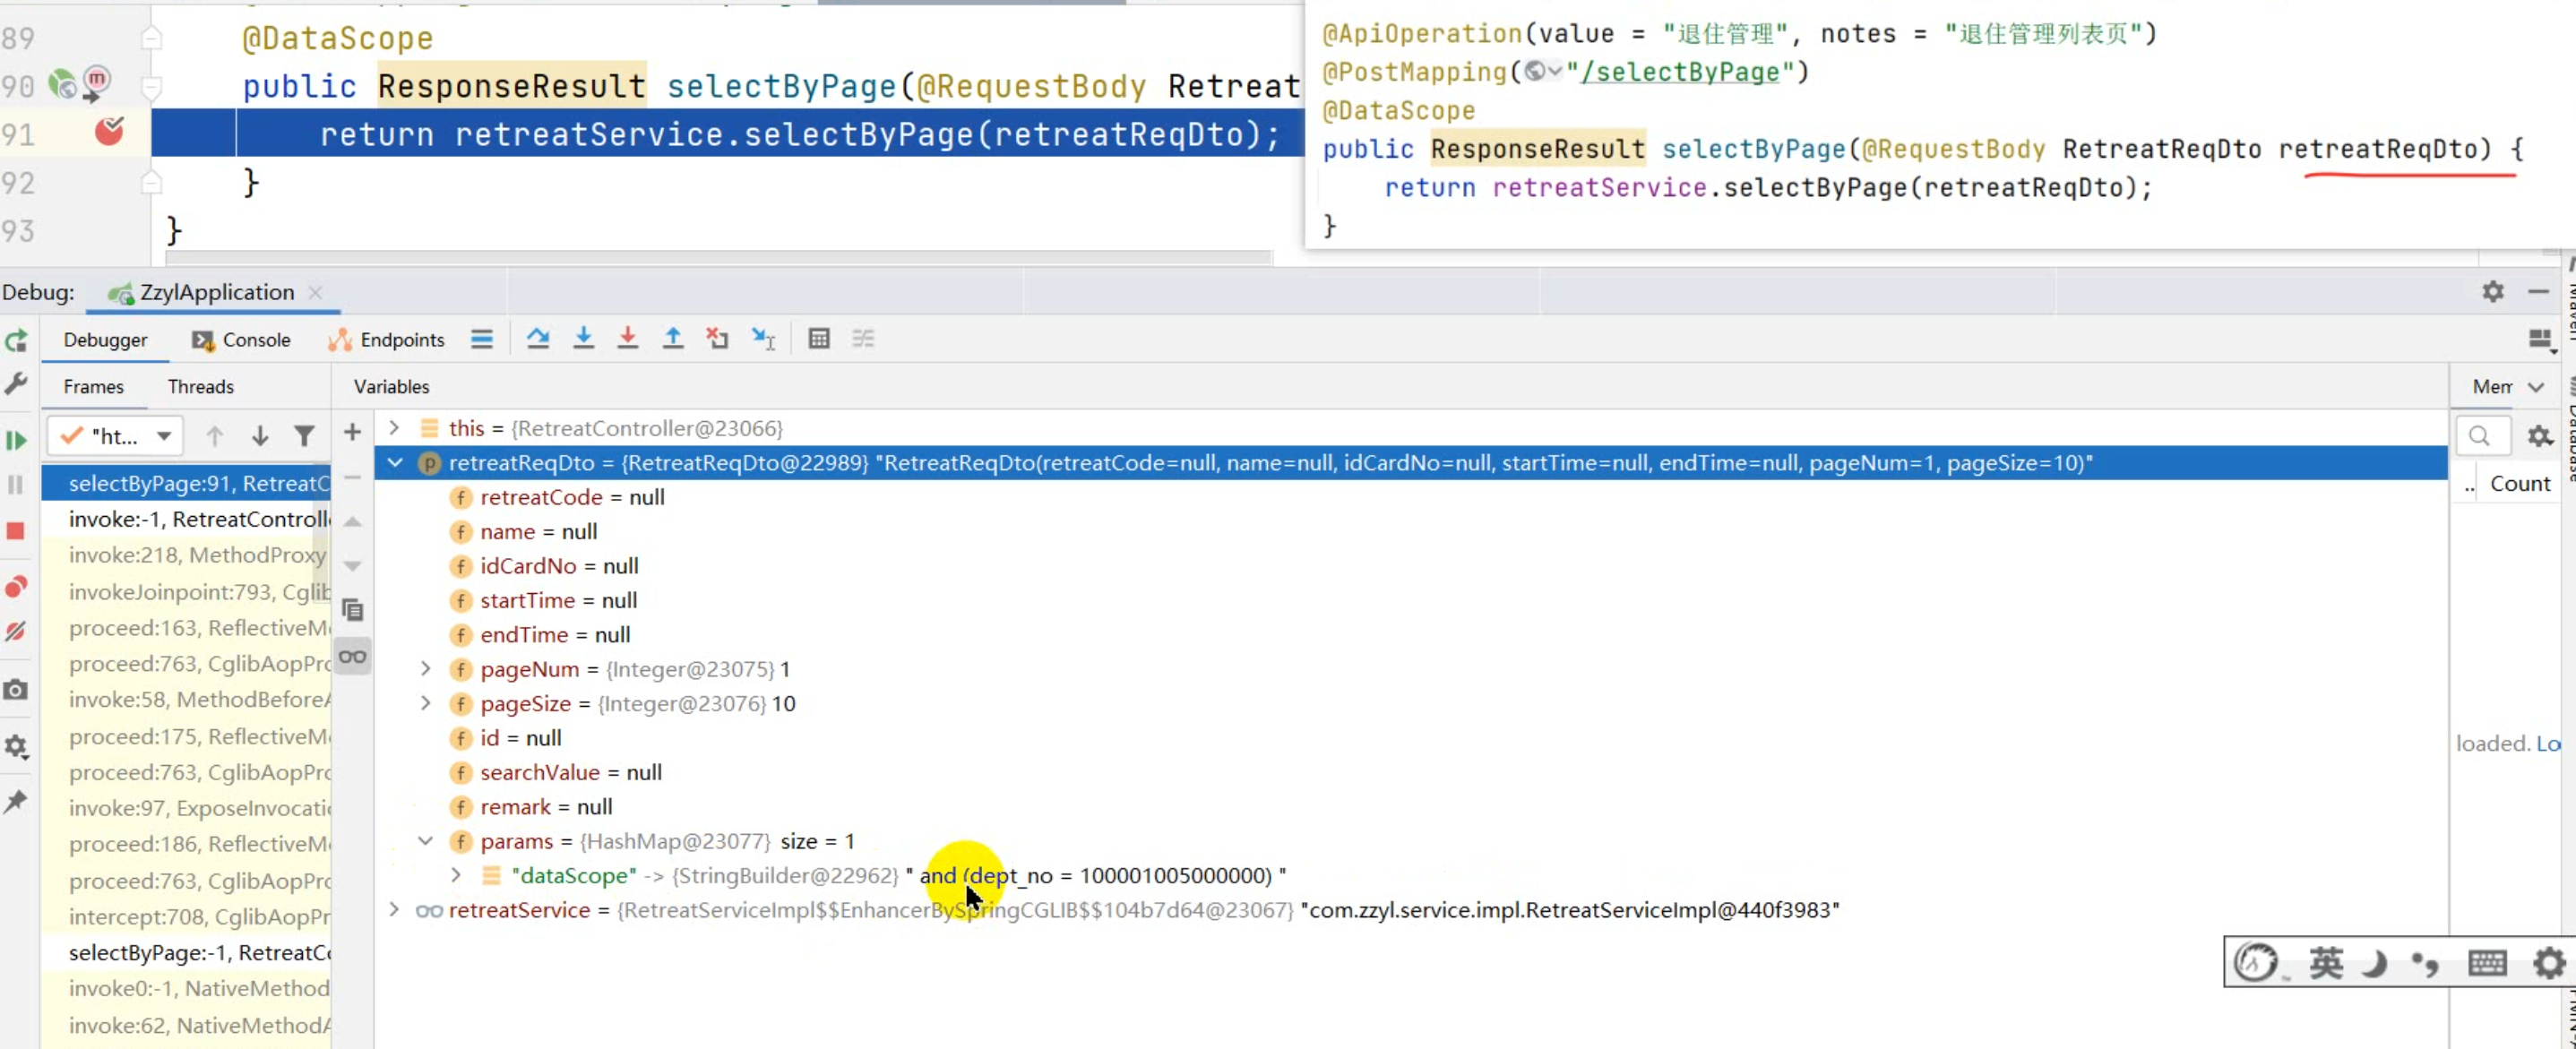 89
@DataScope
90
public ResponseResult selectByPage(@RequestBody Retreat
91
return retreatService.selectByPage(retreatReqDto);
92
}
93
}
@ApiOperation(value = "退住管理", notes = "退住管理列表页")
@PostMapping("/selectByPage")
@DataScope
public ResponseResult selectByPage(@RequestBody RetreatReqDto retreatReqDto) {
return retreatService.selectByPage(retreatReqDto);
}
Debug: ZzylApplication
Debugger Console Endpoints
Frames Threads Variables Mem
"ht...
selectByPage:91, RetreatC
invoke:-1, RetreatControll
invoke:218, MethodProxy
invokeJoinpoint:793, Cglib
proceed:163, ReflectiveM
proceed:763, CglibAopPro
invoke:58, MethodBeforeA
proceed:175, ReflectiveM
proceed:763, CglibAopPro
invoke:97, ExposeInvocati
proceed:186, ReflectiveM
proceed:763, CglibAopPro
intercept:708, CglibAopPr
selectByPage:-1, RetreatCo
invoke0:-1, NativeMethod
invoke:62, NativeMethodA
this = {RetreatController@23066}
retreatReqDto = {RetreatReqDto@22989} "RetreatReqDto(retreatCode=null, name=null, idCardNo=null, startTime=null, endTime=null, pageNum=1, pageSize=10)"
retreatCode = null
name = null
idCardNo = null
startTime = null
endTime = null
pageNum = {Integer@23075} 1
pageSize = {Integer@23076} 10
id = null
searchValue = null
remark = null
params = {HashMap@23077} size = 1
"dataScope" -> {StringBuilder@22962} " and (dept_no = 100001005000000) "
retreatService = {RetreatServiceImpl$$EnhancerBySpringCGLIB$$104b7d64@23067} "com.zzyl.service.impl.RetreatServiceImpl@440f3983"
.. Count
loaded. Lo
Maven
Database
英